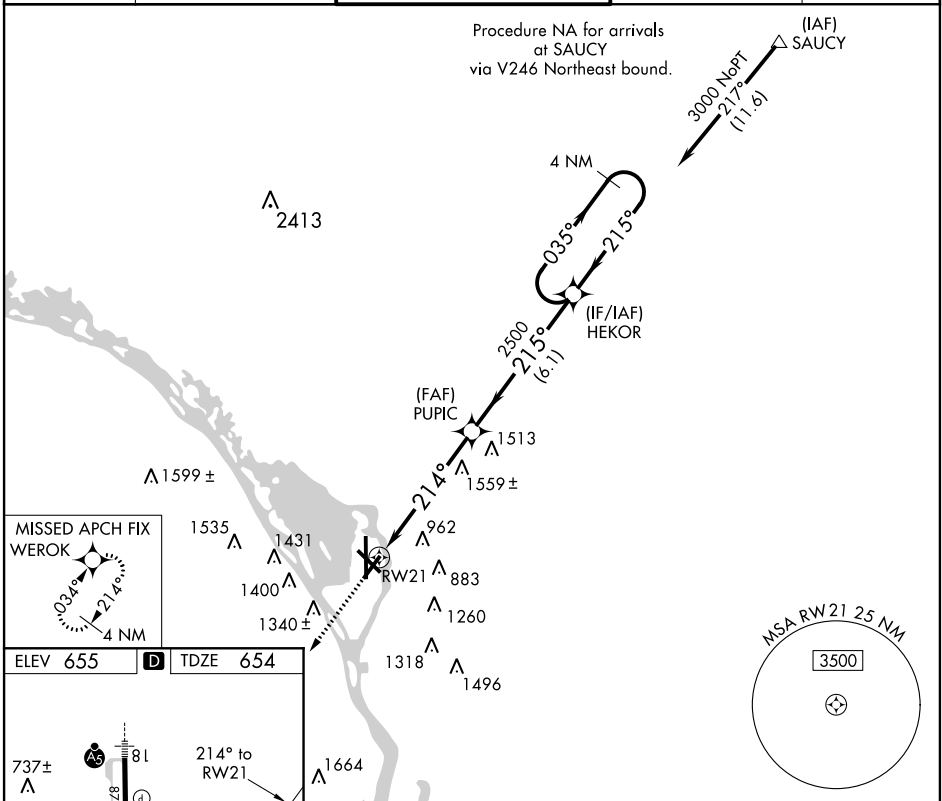 Procedure NA for arrivals
at SAUCY
via V246 Northeast bound.
(IAF)
SAUCY
3000 NoPT
217°
(11.6)
4 NM
2413
035°
215°
(IF/IAF)
HEKOR
2500
215°
(6.1)
(FAF)
PUPIC
1513
1559 ±
214°
1599 ±
1535
1431
962
MISSED APCH FIX
WEROK
034°
214°
4 NM
1400
RW21
883
1340 ±
1260
1318
1496
MSA RW21 25 NM
3500
ELEV 655
D
TDZE 654
A5
18
737±
214° to
RW21
1664
P